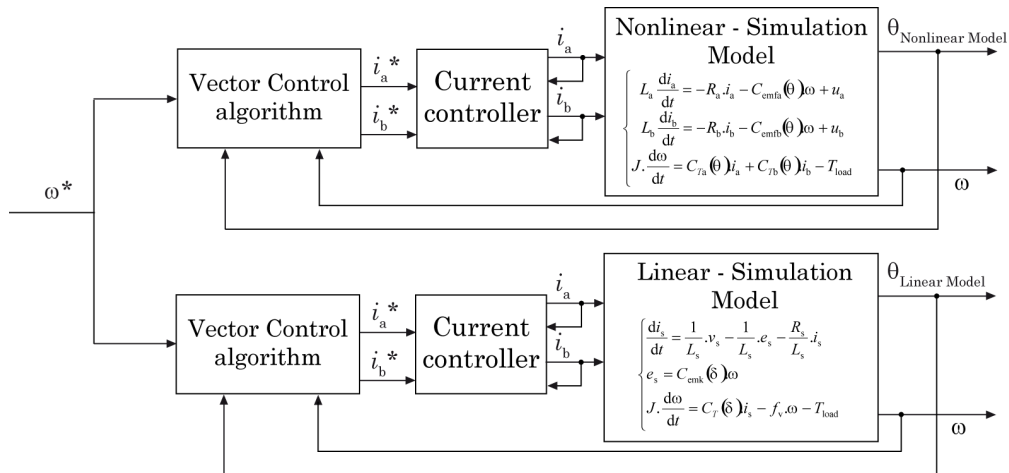 Vector Control
algorithm
i_a*
i_b*
Current
controller
i_a
i_b
Nonlinear - Simulation
Model
L_a di_a/dt = −R_a.i_a − C_emfa(θ).ω + u_a
L_b di_b/dt = −R_b.i_b − C_emfb(θ).ω + u_b
J. dω/dt = C_Ta(θ).i_a + C_Tb(θ).i_b − T_load
θ_Nonlinear Model
ω
ω*
Vector Control
algorithm
i_a*
i_b*
Current
controller
i_a
i_b
Linear - Simulation
Model
di_s/dt = 1/L_s .v_s − 1/L_s .e_s − R_s/L_s .i_s
e_s = C_emk(δ).ω
J. dω/dt = C_T(δ).i_s − f_v.ω − T_load
θ_Linear Model
ω